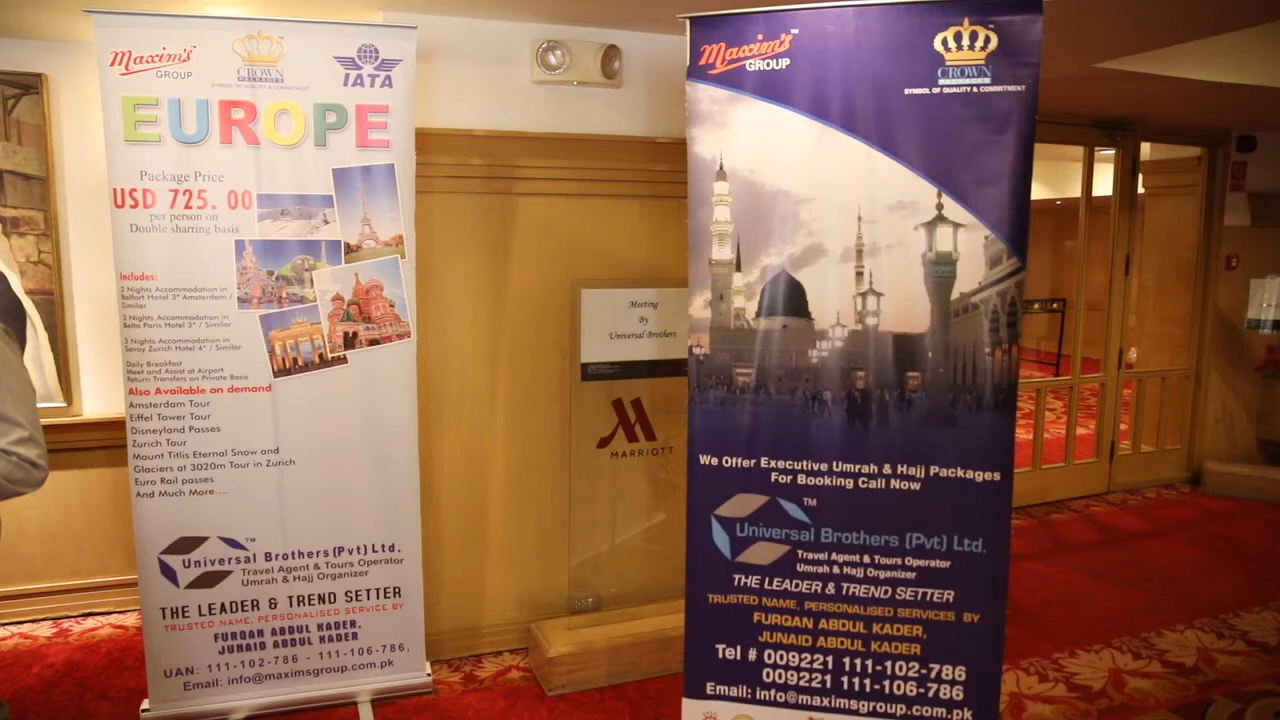 Maxim's
GROUP
CROWN
PACKAGES
SYMBOL OF QUALITY & COMMITMENT
IATA
EUROPE
Package Price
USD 725. 00
per person on
Double sharring basis
Includes:
2 Nights Accommodation in
Belfort Hotel 3* Amsterdam /
Similar
3 Nights Accommodation in
Belta Paris Hotel 3* / Similar
3 Nights Accommodation in
Savoy Zurich Hotel 4* / Similar
Daily Breakfast
Meet and Assist at Airport
Return Transfers on Private Basis
Also Available on demand
Amsterdam Tour
Eiffel Tower Tour
Disneyland Passes
Zurich Tour
Mount Titlis Eternal Snow and
Glaciers at 3020m Tour in Zurich
Euro Rail passes
And Much More....
Universal Brothers (Pvt) Ltd.
TM
Travel Agent & Tours Operator
Umrah & Hajj Organizer
THE LEADER & TREND SETTER
TRUSTED NAME, PERSONALISED SERVICE BY
FURQAN ABDUL KADER,
JUNAID ABDUL KADER
UAN: 111-102-786 - 111-106-786,
Email: info@maximsgroup.com.pk
Meeting
By
Universal Brothers
MARRIOTT
Maxim's
GROUP
CROWN
PACKAGES
SYMBOL OF QUALITY & COMMITMENT
We Offer Executive Umrah & Hajj Packages
For Booking Call Now
TM
Universal Brothers (Pvt) Ltd.
Travel Agent & Tours Operator
Umrah & Hajj Organizer
THE LEADER & TREND SETTER
TRUSTED NAME, PERSONALISED SERVICES BY
FURQAN ABDUL KADER,
JUNAID ABDUL KADER
Tel # 009221 111-102-786
009221 111-106-786
Email: info@maximsgroup.com.pk